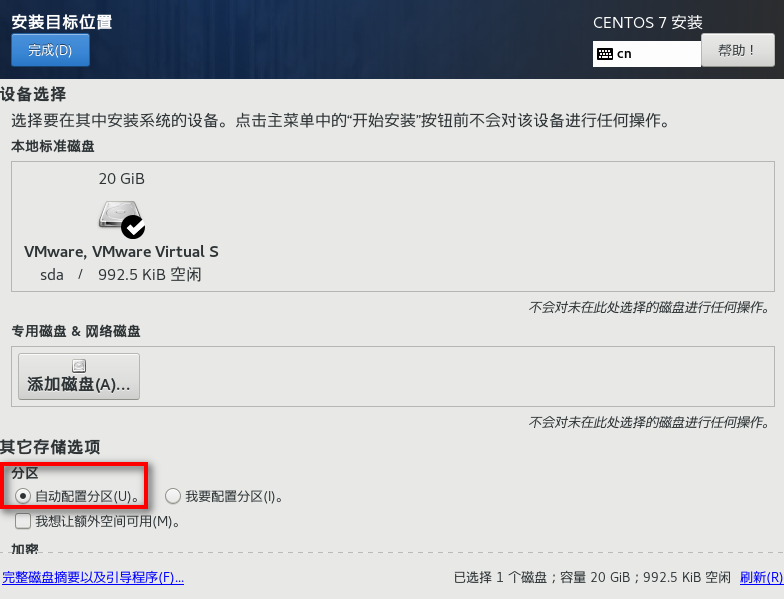 安装目标位置
CENTOS 7 安装
完成(D)
cn
帮助！
设备选择
选择要在其中安装系统的设备。点击主菜单中的“开始安装”按钮前不会对该设备进行任何操作。
本地标准磁盘
20 GiB
VMware, VMware Virtual S
sda / 992.5 KiB 空闲
不会对未在此处选择的磁盘进行任何操作。
专用磁盘 & 网络磁盘
添加磁盘(A)...
不会对未在此处选择的磁盘进行任何操作。
其它存储选项
分区
自动配置分区(U)。 我要配置分区(I)。
我想让额外空间可用(M)。
加密
完整磁盘摘要以及引导程序(F)... 已选择 1 个磁盘；容量 20 GiB；992.5 KiB 空闲 刷新(R)